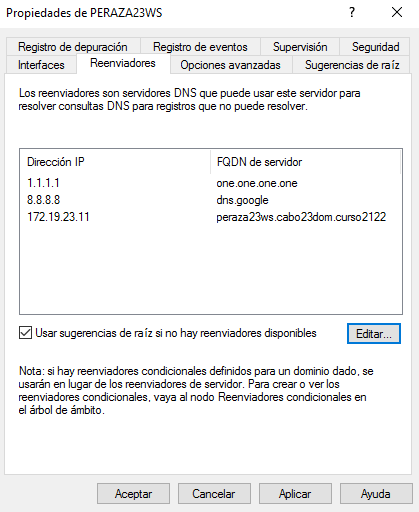 Propiedades de PERAZA23WS
? ×
Registro de depuración Registro de eventos Supervisión Seguridad
Interfaces Reenviadores Opciones avanzadas Sugerencias de raíz
Los reenviadores son servidores DNS que puede usar este servidor para
resolver consultas DNS para registros que no puede resolver.
Dirección IP FQDN de servidor
1.1.1.1 one.one.one.one
8.8.8.8 dns.google
172.19.23.11 peraza23ws.cabo23dom.curso2122
Usar sugerencias de raíz si no hay reenviadores disponibles
Editar...
Nota: si hay reenviadores condicionales definidos para un dominio dado, se
usarán en lugar de los reenviadores de servidor. Para crear o ver los
reenviadores condicionales, vaya al nodo Reenviadores condicionales en
el árbol de ámbito.
Aceptar Cancelar Aplicar Ayuda